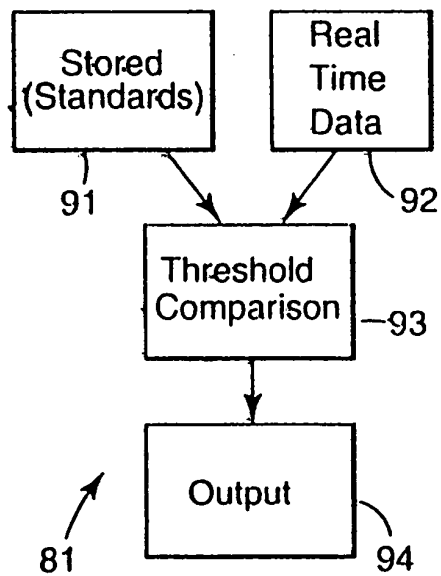 Stored
(Standards)
Real
Time
Data
91
92
Threshold
Comparison
93
Output
81
94